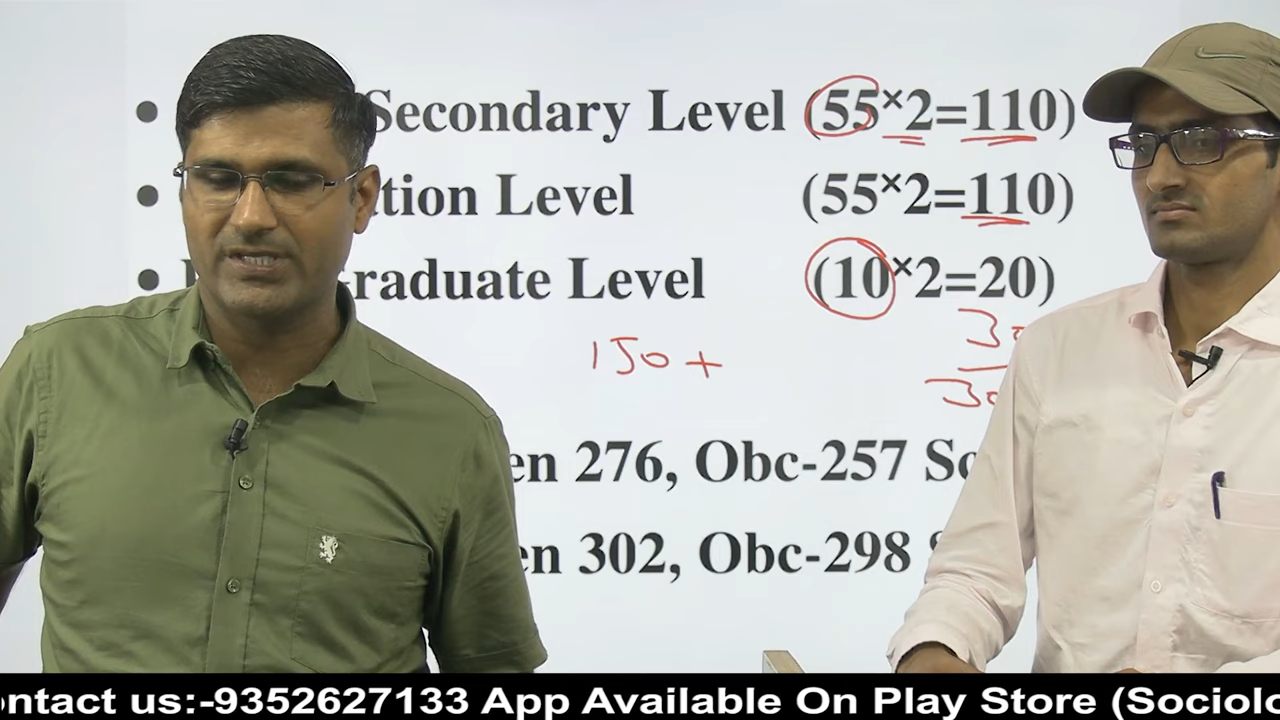 • Secondary Level (55×2=110)
• tion Level (55×2=110)
• raduate Level (10×2=20)
150+
en 276, Obc-257
en 302, Obc-298
ontact us:-9352627133 App Available On Play Store (Sociolo